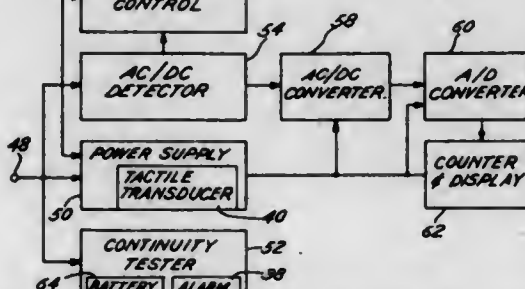 CONTROL
54
58
60
AC/DC
DETECTOR
AC/DC
CONVERTER.
A/D
CONVERTER
48
POWER SUPPLY
TACTILE
TRANSDUCER
COUNTER
& DISPLAY
50
40
62
CONTINUITY
TESTER
52
64
98
BATTERY
ALARM